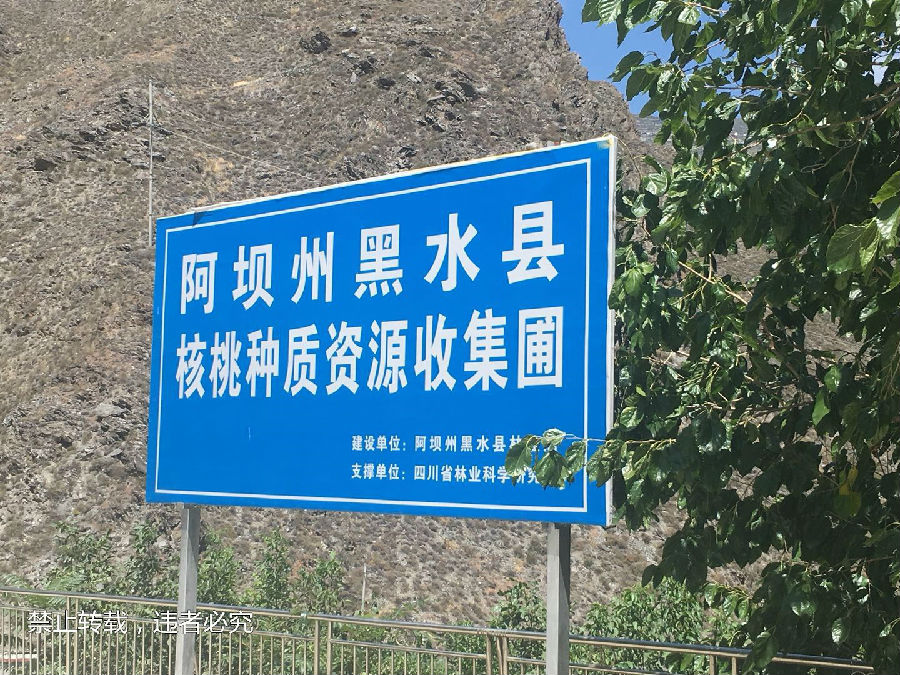 阿坝州黑水县
核桃种质资源收集圃
建设单位：阿坝州黑水县林
支撑单位：四川省林业科学研究
禁止转载，违者必究